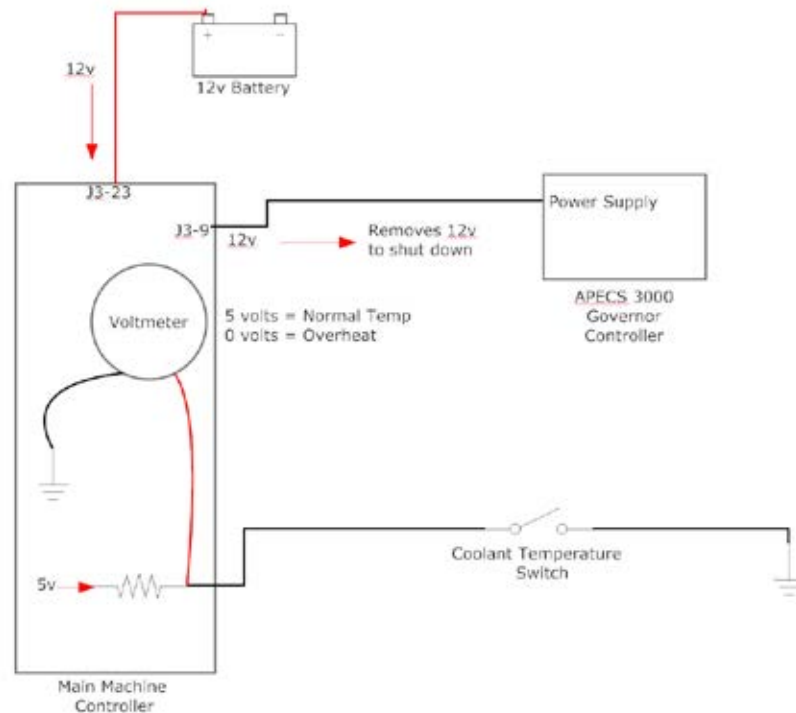 + -
12v Battery
12v
J3-23
J3-9
12v
Removes 12v
to shut down
Power Supply
APECS 3000
Governor
Controller
Voltmeter
5 volts = Normal Temp
0 volts = Overheat
Coolant Temperature
Switch
5v
Main Machine
Controller